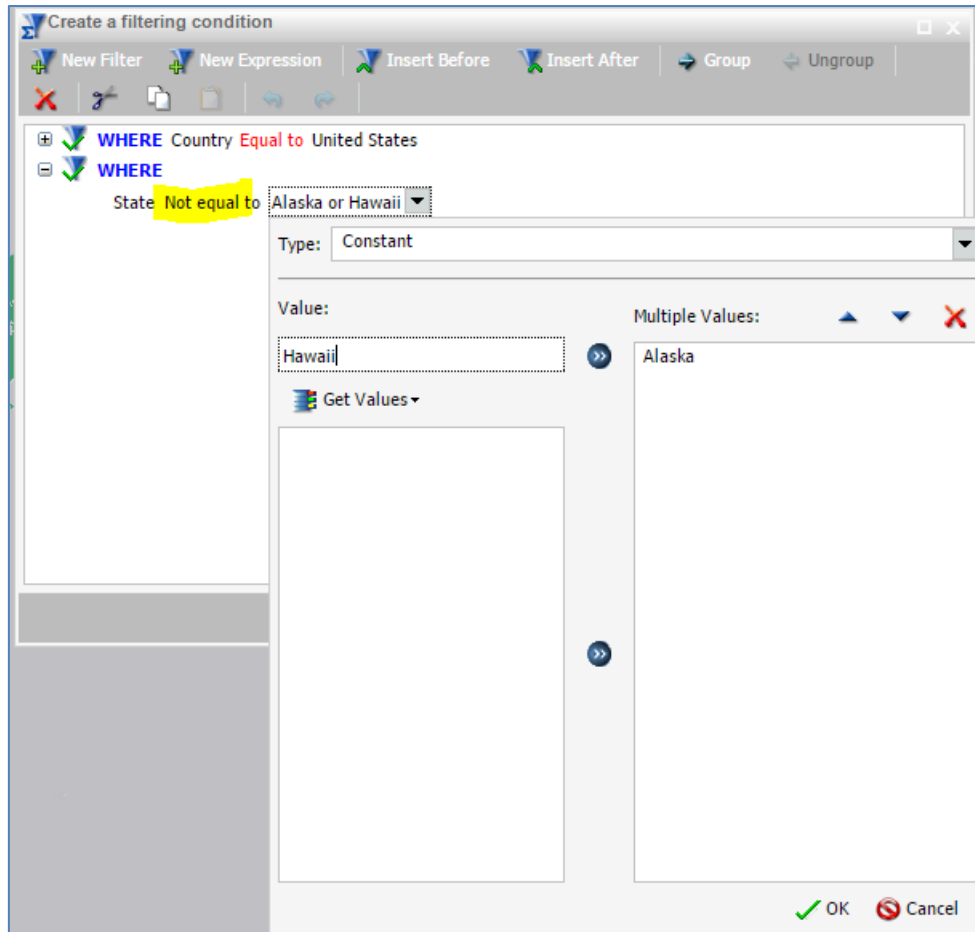 Create a filtering condition
New Filter New Expression Insert Before Insert After Group Ungroup
WHERE Country Equal to United States
WHERE
State Not equal to Alaska or Hawaii
Type: Constant
Value:
Multiple Values:
Hawaii
Alaska
Get Values
OK Cancel